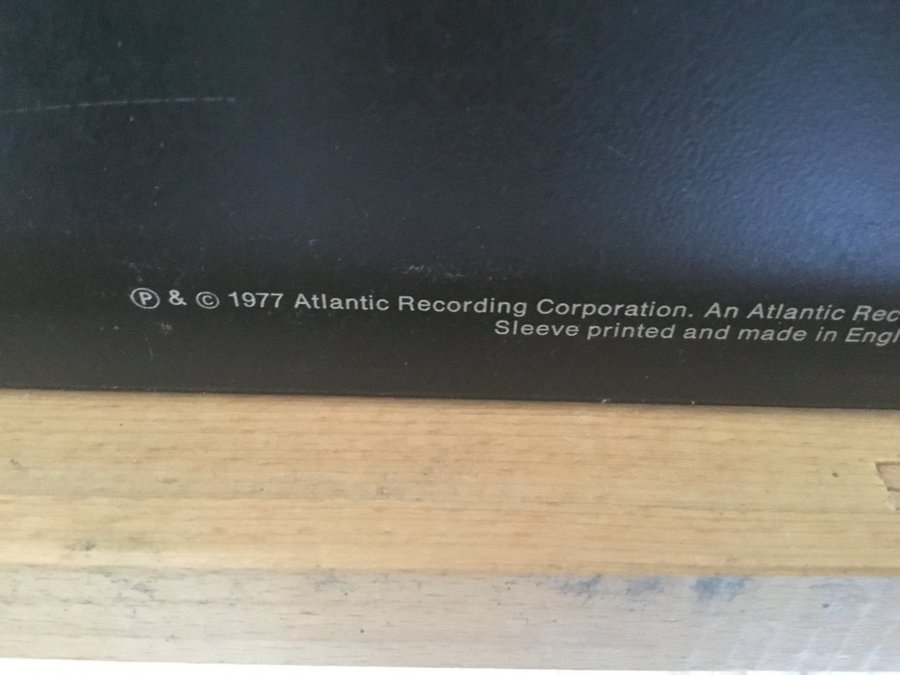 Ⓟ & © 1977 Atlantic Recording Corporation. An Atlantic Rec
Sleeve printed and made in Engl